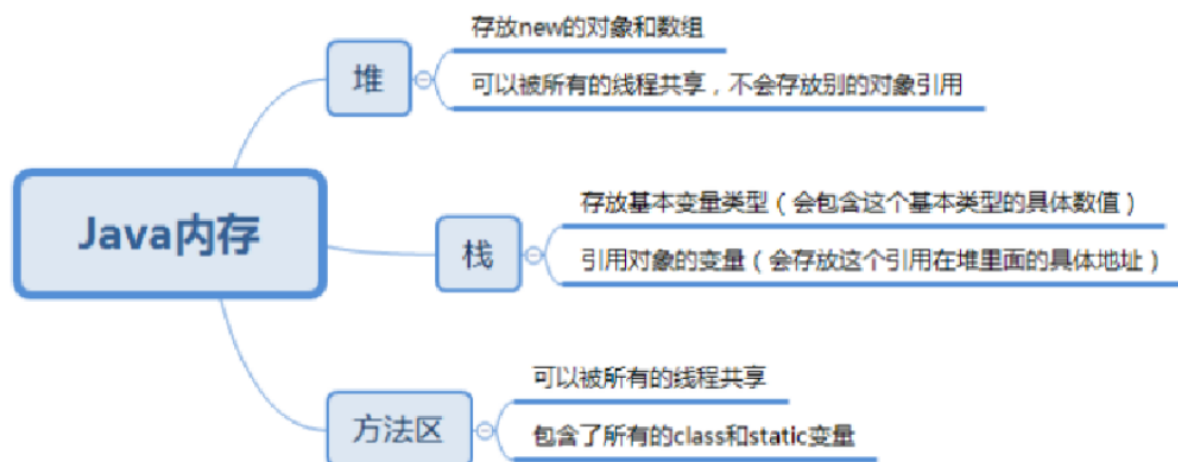 存放new的对象和数组
堆
可以被所有的线程共享，不会存放别的对象引用
存放基本变量类型（会包含这个基本类型的具体数值）
Java内存
栈
引用对象的变量（会存放这个引用在堆里面的具体地址）
可以被所有的线程共享
方法区
包含了所有的class和static变量